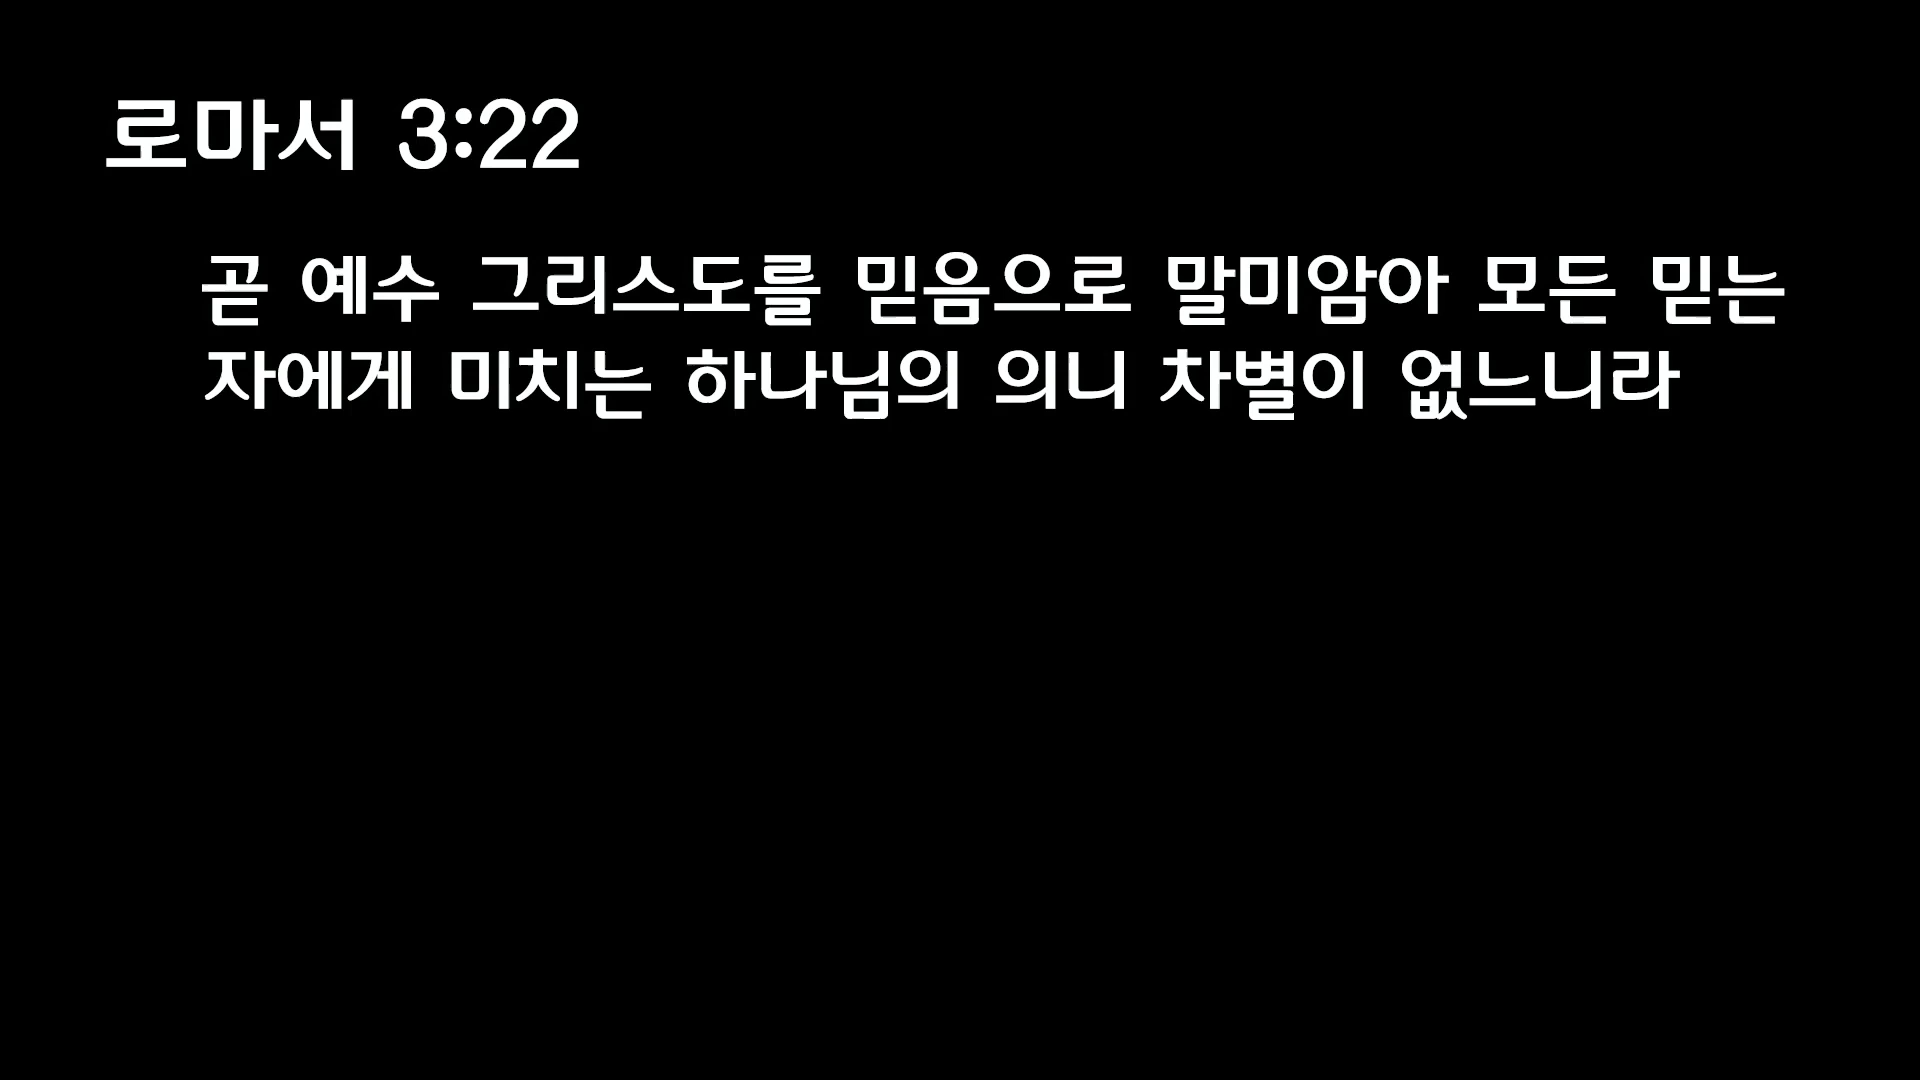 로마서 3:22
곧 예수 그리스도를 믿음으로 말미암아 모든 믿는
자에게 미치는 하나님의 의니 차별이 없느니라